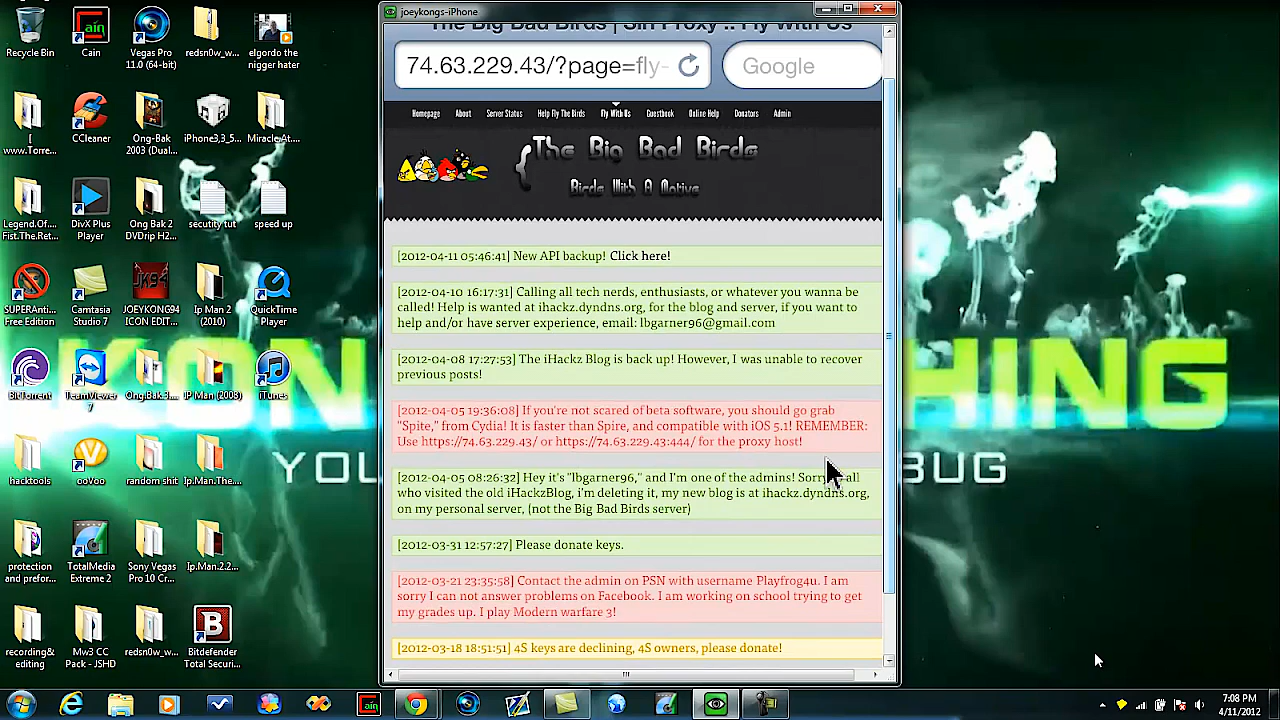 joeykongs-iPhone
The Big Bad Birds | Siri Proxy :: Fly With Us
74.63.229.43/?page=fly-
Google
Homepage About Server Status Help Fly The Birds Fly With Us Guestbook Online Help Donators Admin
The Big Bad Birds
Birds With A Motive
[2012-04-11 05:46:41] New API backup! Click here!
[2012-04-10 16:17:31] Calling all tech nerds, enthusiasts, or whatever you wanna be
called! Help is wanted at ihackz.dyndns.org, for the blog and server, if you want to
help and/or have server experience, email: lbgarner96@gmail.com
[2012-04-08 17:27:53] The iHackz Blog is back up! However, I was unable to recover
previous posts!
[2012-04-05 19:36:08] If you're not scared of beta software, you should go grab
"Spite," from Cydia! It is faster than Spire, and compatible with iOS 5.1! REMEMBER:
Use https://74.63.229.43/ or https://74.63.229.43:444/ for the proxy host!
[2012-04-05 08:26:32] Hey it's "lbgarner96," and I'm one of the admins! Sorry all
who visited the old iHackzBlog, i'm deleting it, my new blog is at ihackz.dyndns.org,
on my personal server, (not the Big Bad Birds server)
[2012-03-31 12:57:27] Please donate keys.
[2012-03-21 23:35:58] Contact the admin on PSN with username Playfrog4u. I am
sorry I can not answer problems on Facebook. I am working on school trying to get
my grades up. I play Modern warfare 3!
[2012-03-18 18:51:51] 4S keys are declining, 4S owners, please donate!
Recycle Bin
Cain
Vegas Pro
11.0 (64-bit)
redsn0w_w...
elgordo the
nigger hater
[
www.Torre...
CCleaner
Ong-Bak
2003 (Dual...
iPhone3,3_5...
Miracle.At...
Legend.Of...
Fist.The.Ret...
DivX Plus
Player
Ong Bak 2
DVDrip H2...
secutity tut
speed up
SUPERAnti...
Free Edition
Camtasia
Studio 7
JOEYKONG94
ICON EDIT...
Ip Man 2
(2010)
QuickTime
Player
BitTorrent
TeamViewer
7
Ong.Bak.3....
IP Man (2008)
iTunes
hacktools
ooVoo
random shit
Ip.Man.The...
protection
and prefor...
TotalMedia
Extreme 2
Sony Vegas
Pro 10 Cr...
Ip.Man.2.2...
recording&
editing
Mw3 CC
Pack - JSHD
redsn0w_w...
Bitdefender
Total Securi...
KON
HING
YOU
BUG
7:08 PM
4/11/2012